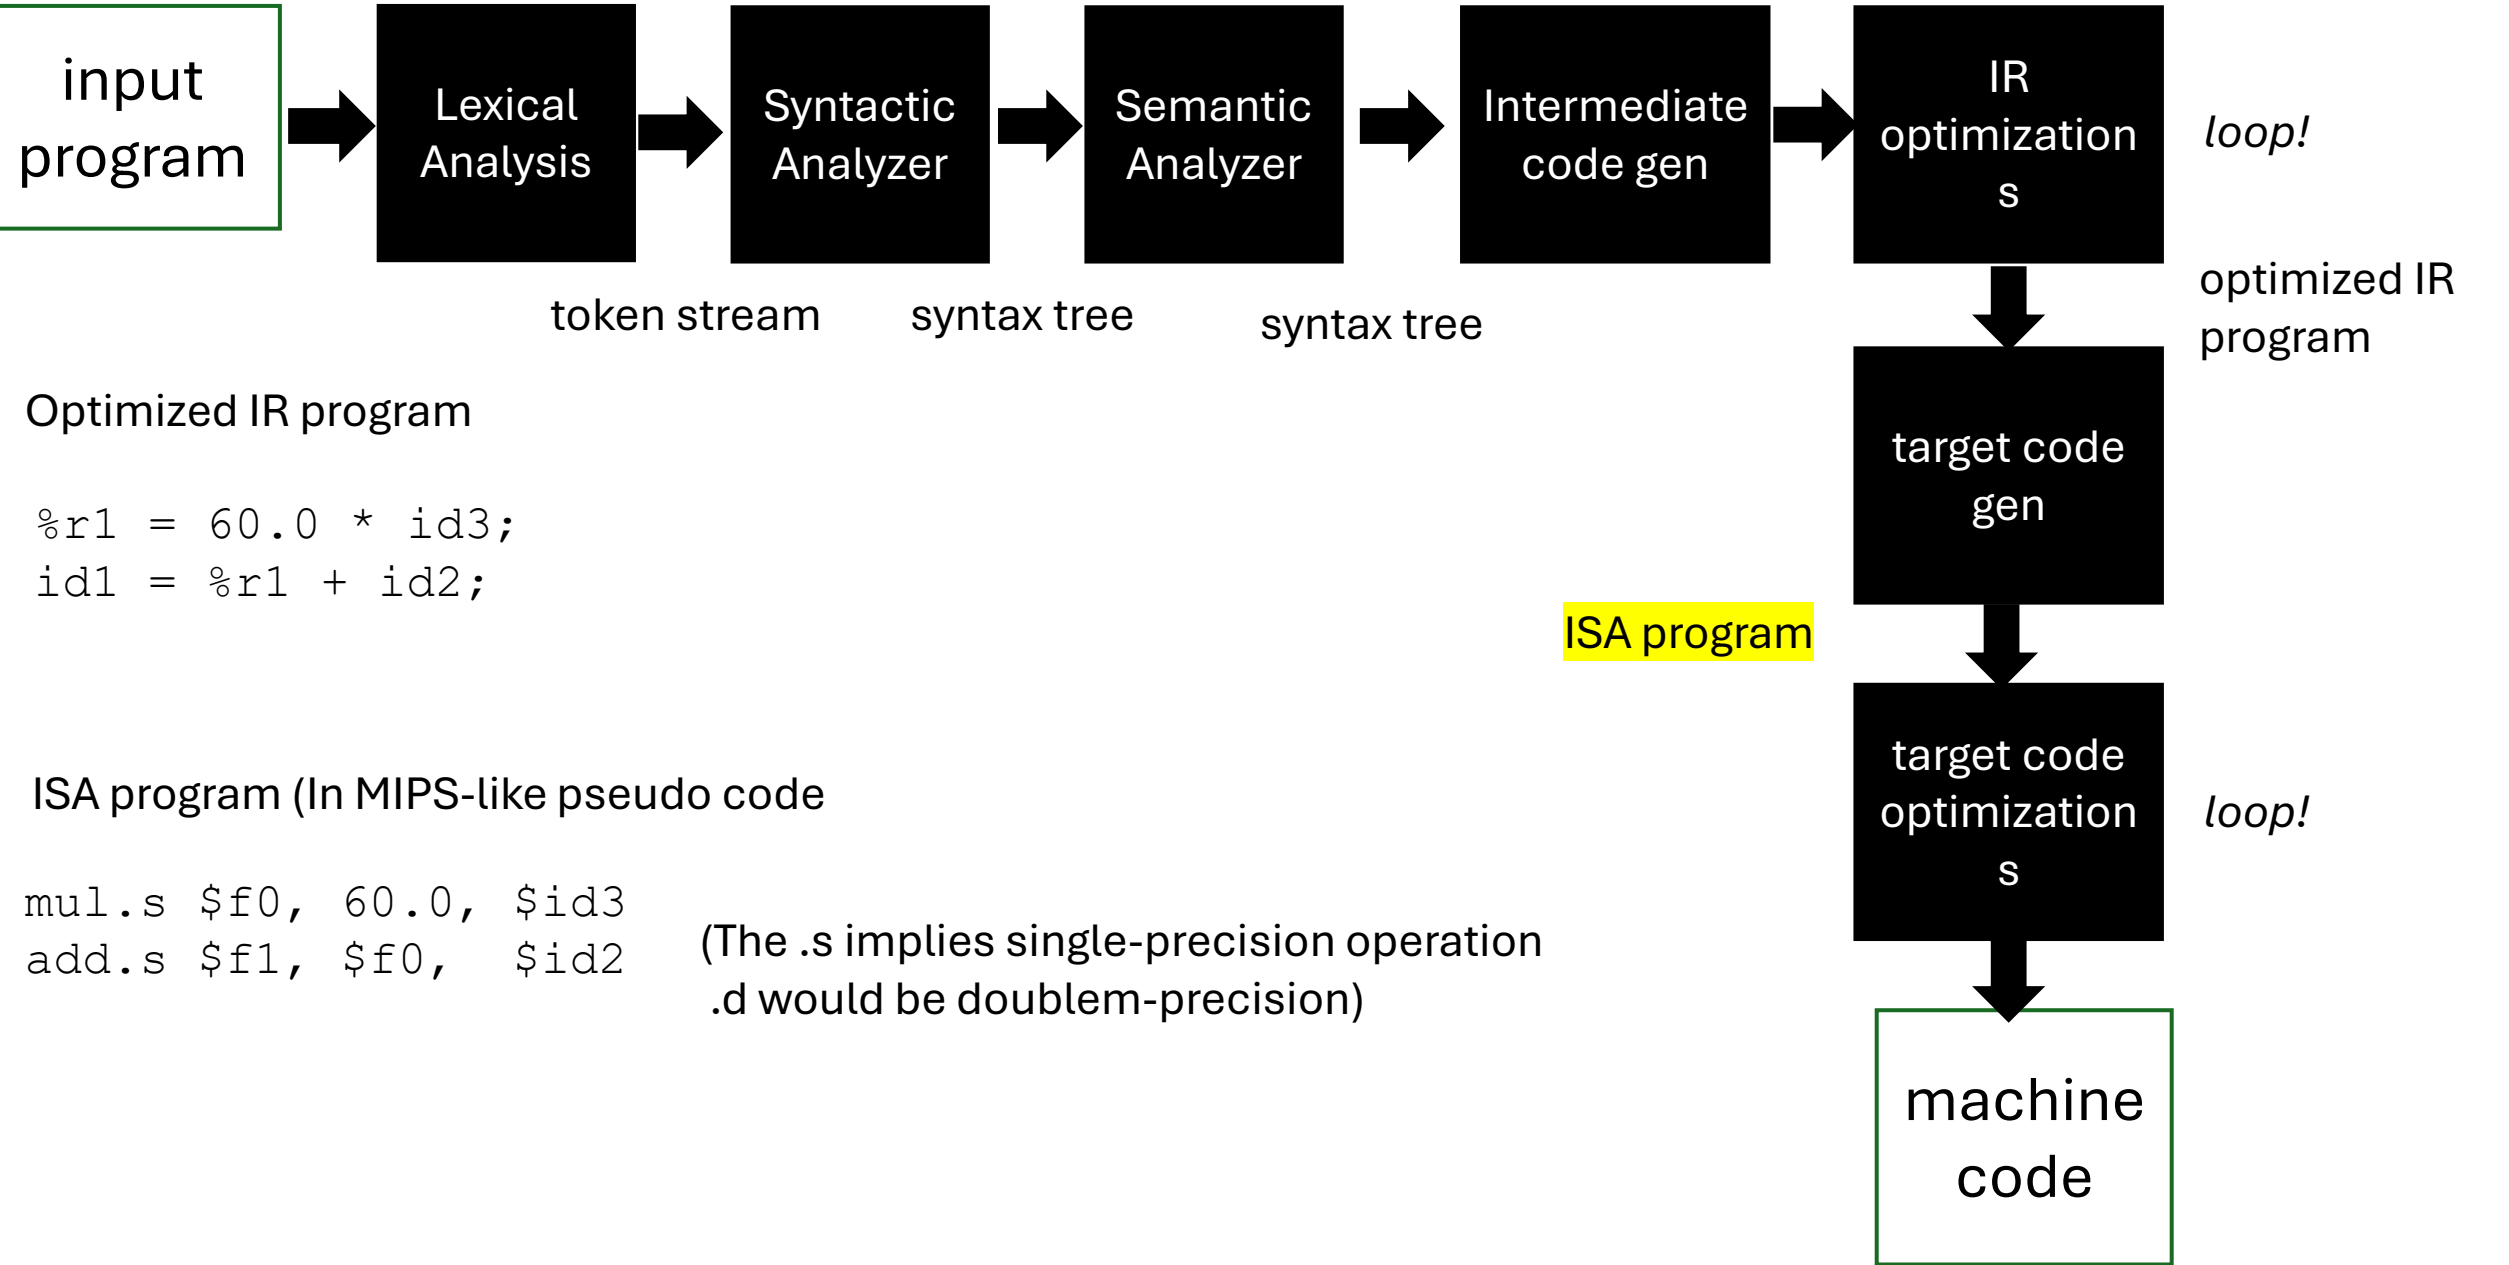 input
program
Lexical
Analysis
Syntactic
Analyzer
Semantic
Analyzer
Intermediate
code gen
IR
optimization
s
loop!
token stream
syntax tree
syntax tree
optimized IR
program
Optimized IR program
%r1 = 60.0 * id3;
id1 = %r1 + id2;
target code
gen
ISA program
target code
optimization
s
loop!
ISA program (In MIPS-like pseudo code
mul.s $f0, 60.0, $id3
add.s $f1, $f0,  $id2
(The .s implies single-precision operation
.d would be doublem-precision)
machine
code